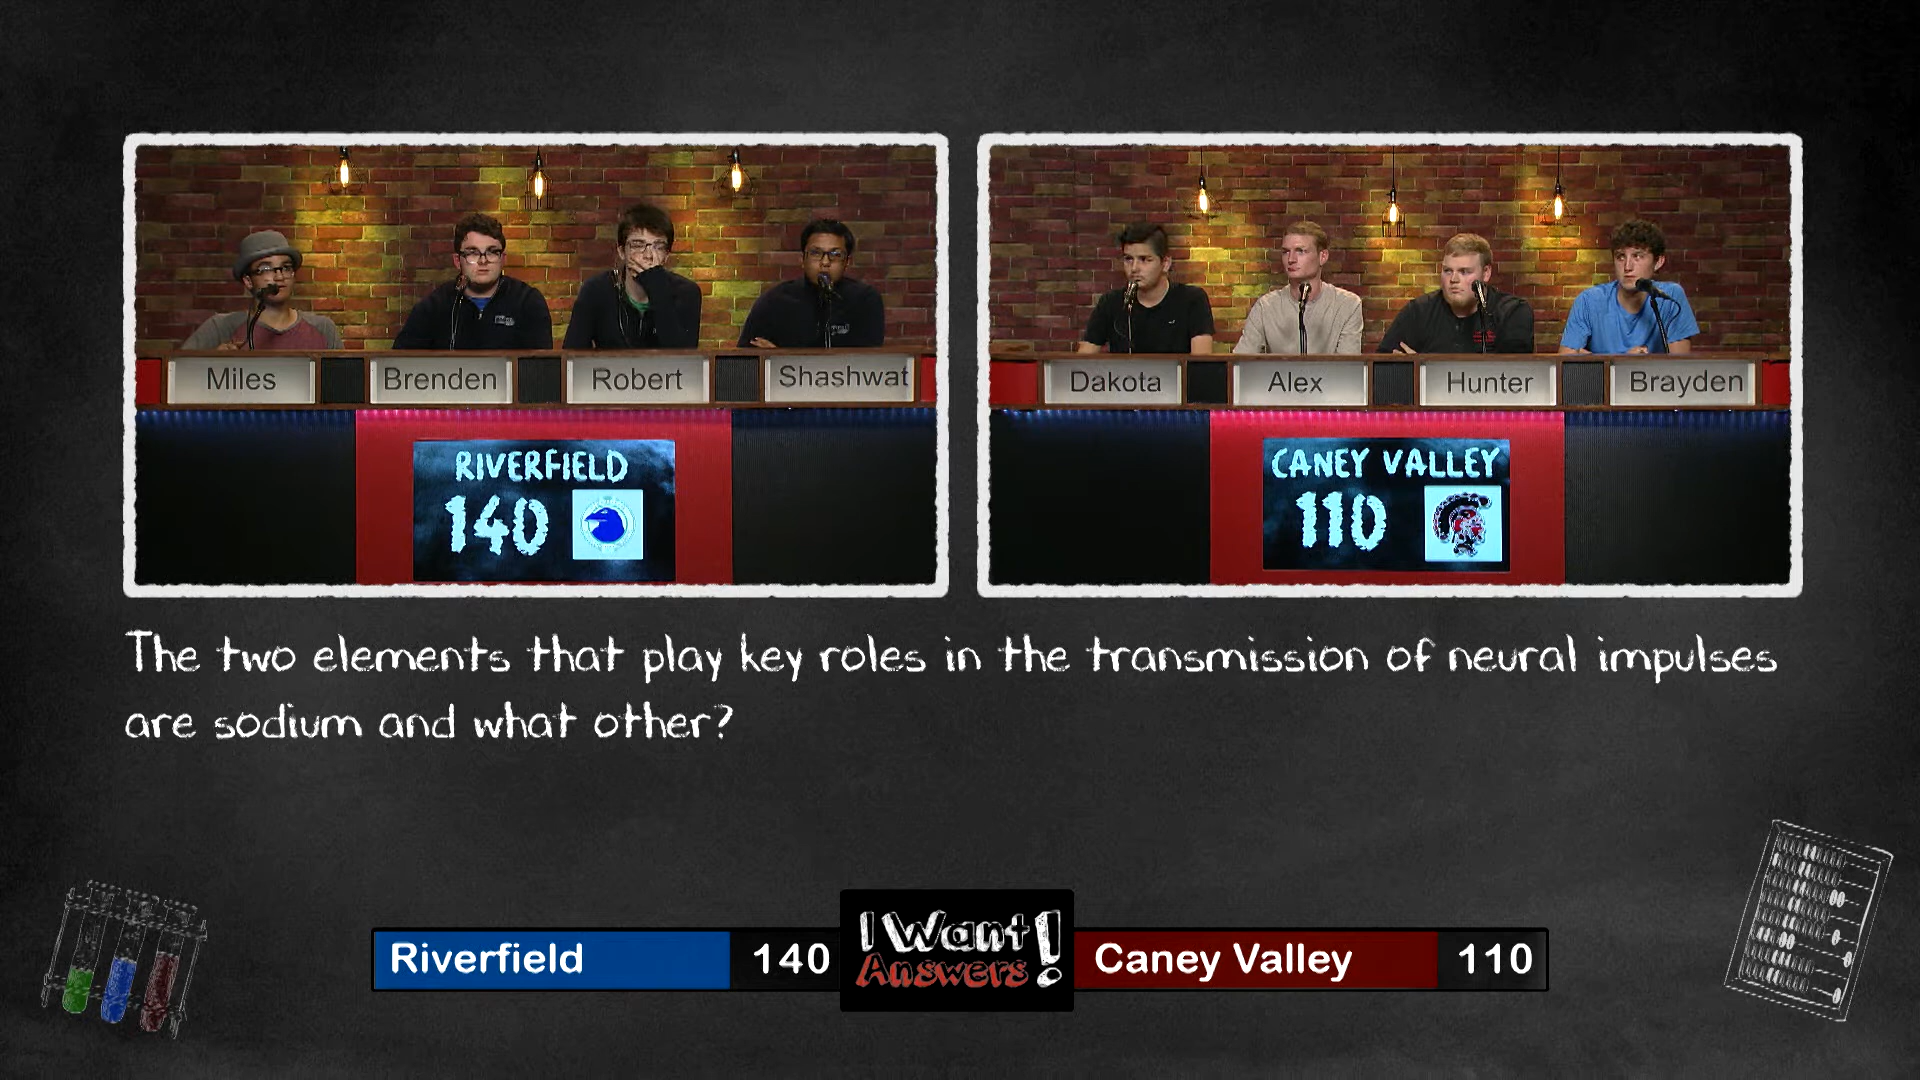 Miles
Brenden
Robert
Shashwat
RIVERFIELD
140
Dakota
Alex
Hunter
Brayden
CANEY VALLEY
110
The two elements that play key roles in the transmission of neural impulses
are sodium and what other?
Riverfield 140
I Want
Answers!
Caney Valley 110